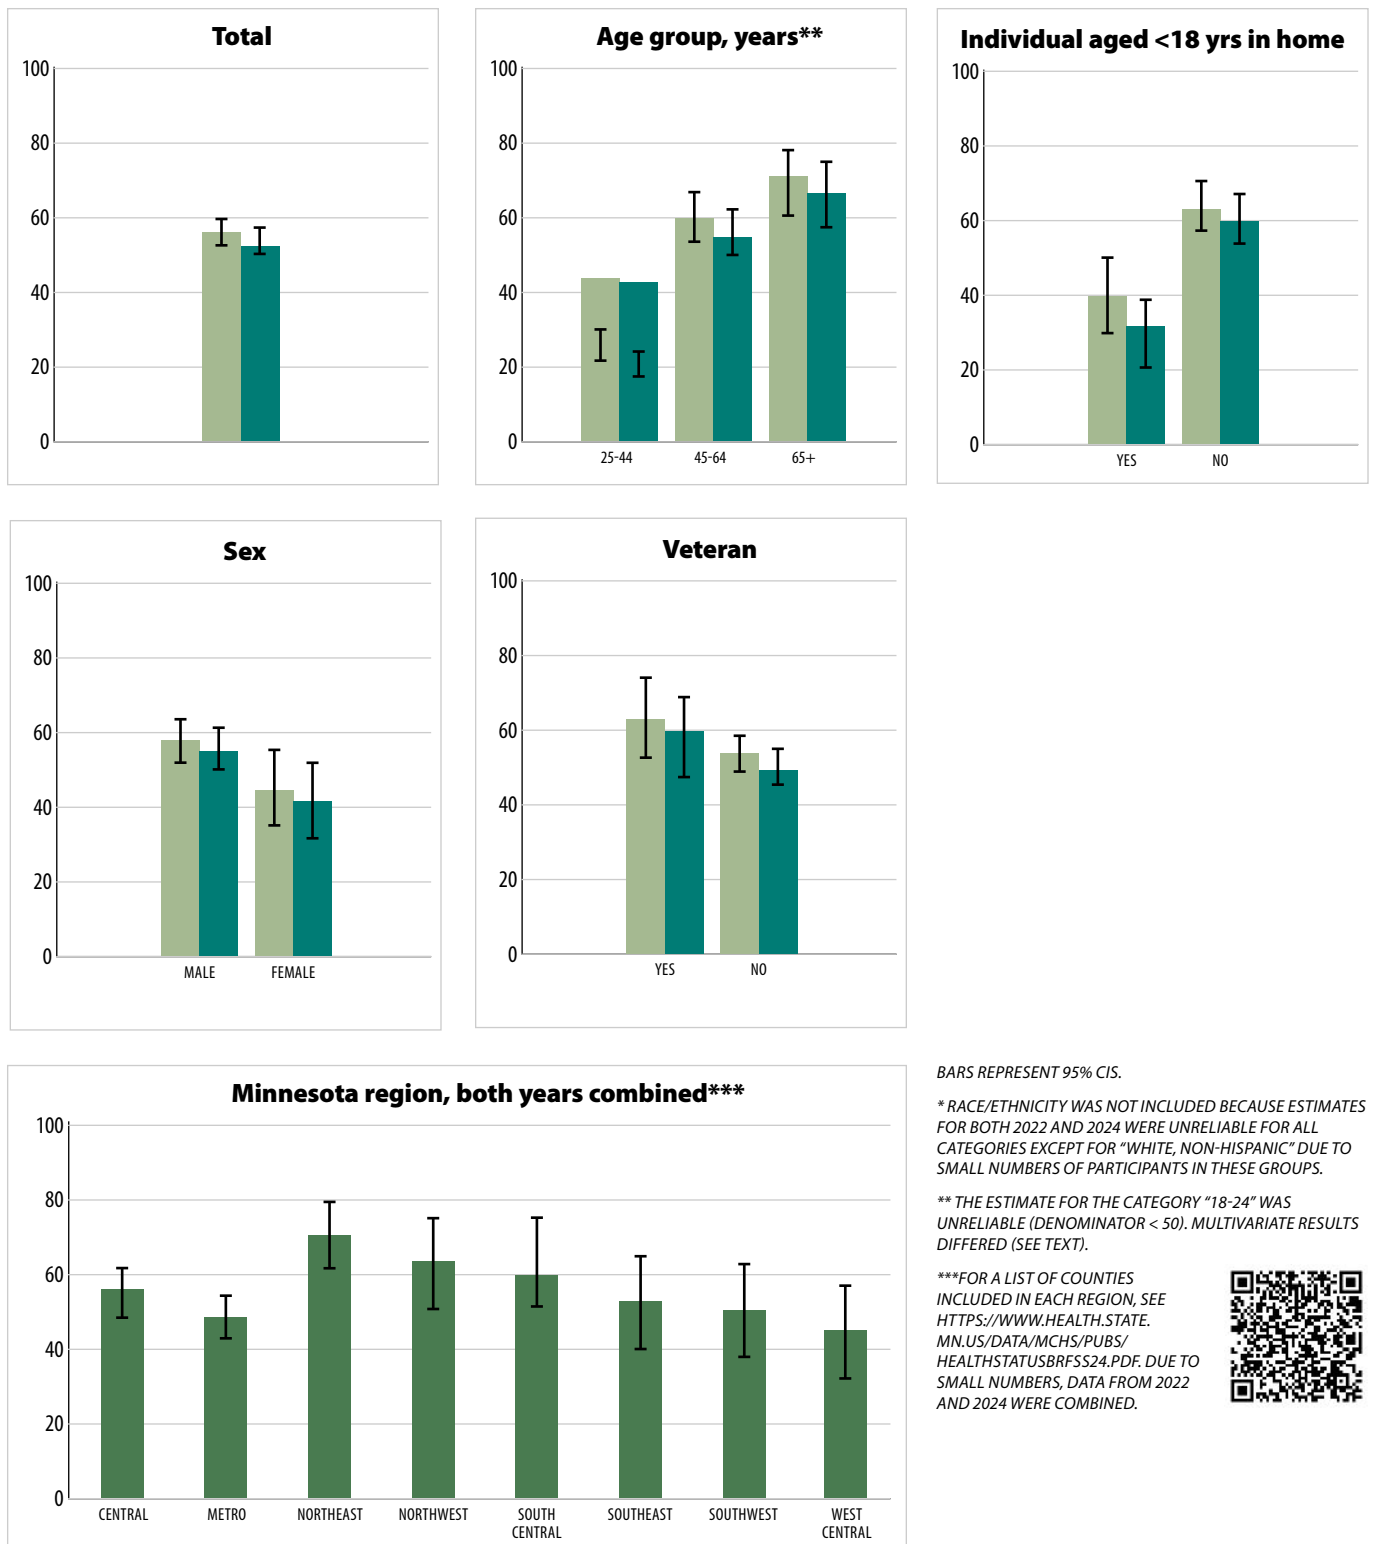 Total
100
80
60
40
20
0
Age group, years**
100
80
60
40
20
0
25-44
45-64
65+
Individual aged <18 yrs in home
100
80
60
40
20
0
YES
NO
Sex
100
80
60
40
20
0
MALE
FEMALE
Veteran
100
80
60
40
20
0
YES
NO
Minnesota region, both years combined***
100
80
60
40
20
0
CENTRAL
METRO
NORTHEAST
NORTHWEST
SOUTH
CENTRAL
SOUTHEAST
SOUTHWEST
WEST
CENTRAL
BARS REPRESENT 95% CIS.
* RACE/ETHNICITY WAS NOT INCLUDED BECAUSE ESTIMATES
FOR BOTH 2022 AND 2024 WERE UNRELIABLE FOR ALL
CATEGORIES EXCEPT FOR “WHITE, NON-HISPANIC” DUE TO
SMALL NUMBERS OF PARTICIPANTS IN THESE GROUPS.
** THE ESTIMATE FOR THE CATEGORY “18-24” WAS
UNRELIABLE (DENOMINATOR < 50). MULTIVARIATE RESULTS
DIFFERED (SEE TEXT).
***FOR A LIST OF COUNTIES
INCLUDED IN EACH REGION, SEE
HTTPS://WWW.HEALTH.STATE.
MN.US/DATA/MCHS/PUBS/
HEALTHSTATUSBRFSS24.PDF. DUE TO
SMALL NUMBERS, DATA FROM 2022
AND 2024 WERE COMBINED.